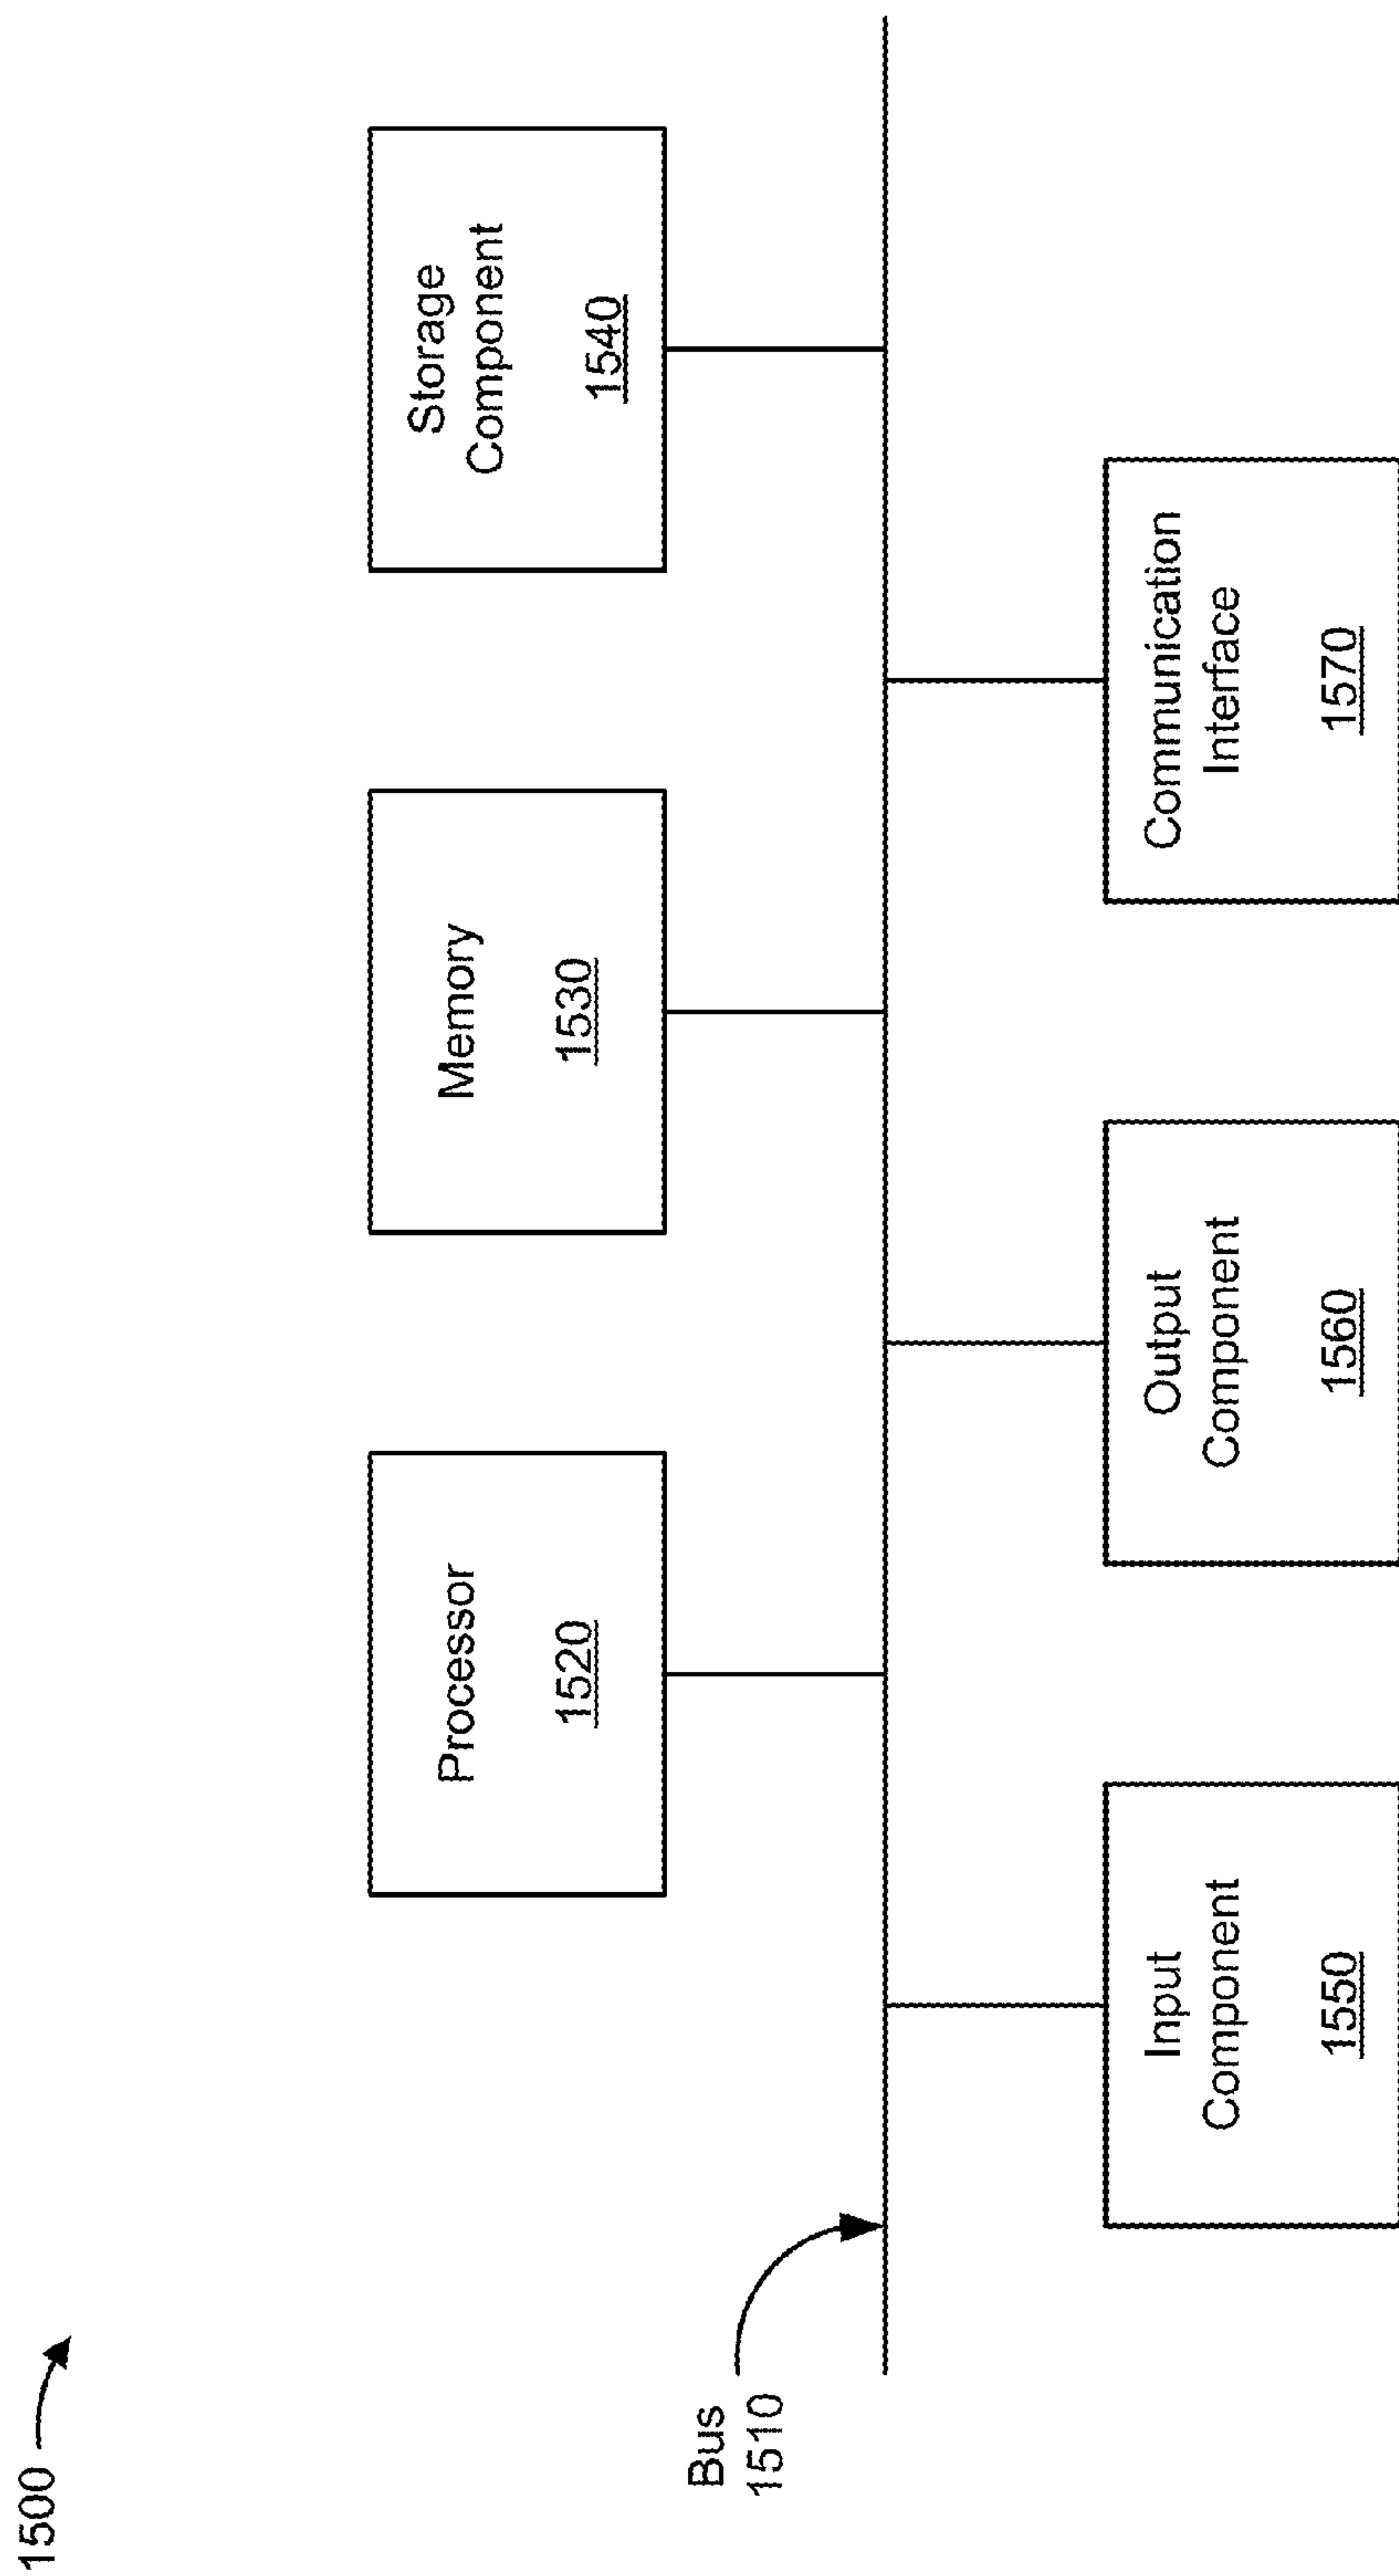 1500
Processor
1520
Memory
1530
Storage
Component
1540
Bus
1510
Input
Component
1550
Output
Component
1560
Communication
Interface
1570